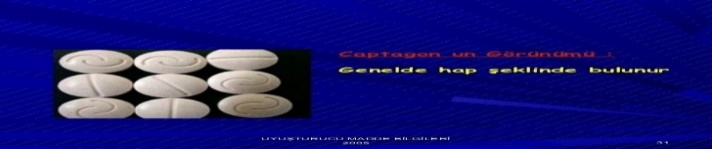 Captagon un Görünümü :
Genelde hap şeklinde bulunur
UYUŞTURUCU MADDE BİLGİLERİ
2005
31